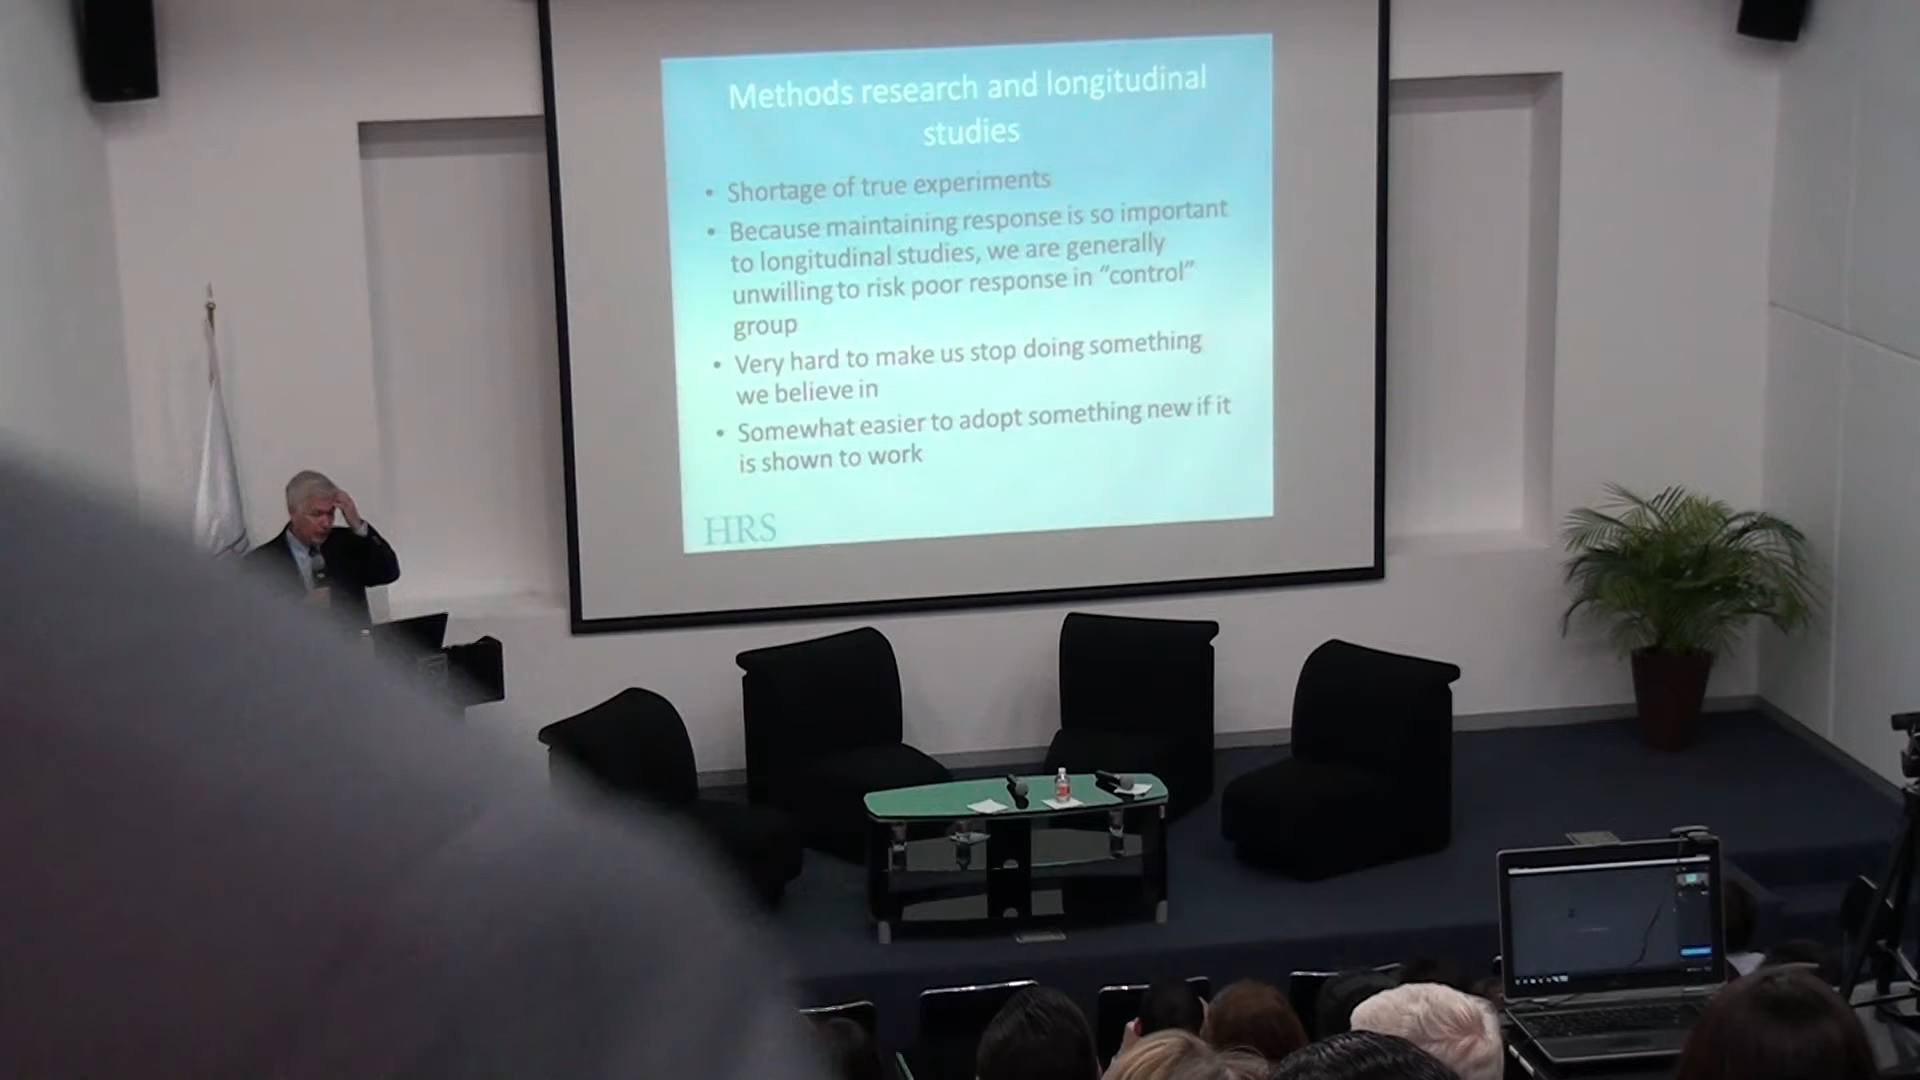 Methods research and longitudinal
studies
• Shortage of true experiments
• Because maintaining response is so important
to longitudinal studies, we are generally
unwilling to risk poor response in “control”
group
• Very hard to make us stop doing something
we believe in
• Somewhat easier to adopt something new if it
is shown to work
HRS